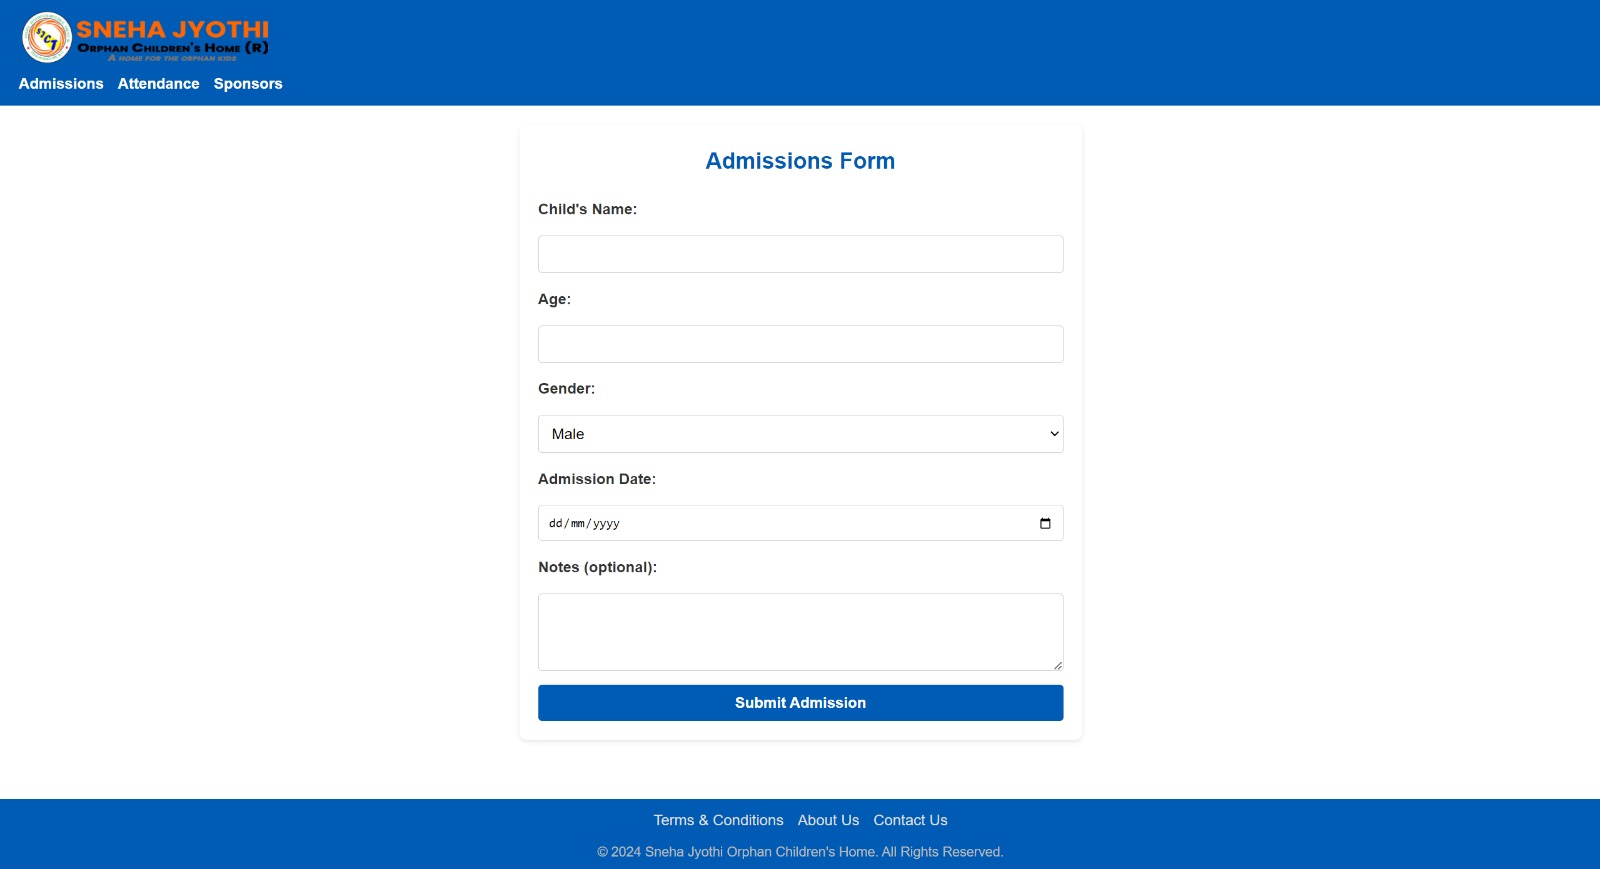 SJCT
SNEHA JYOTHI
ORPHAN CHILDREN'S HOME (R)
A HOME FOR THE ORPHAN KIDS
Admissions Attendance Sponsors
Admissions Form
Child's Name:
Age:
Gender:
Male
Admission Date:
dd/mm/yyyy
Notes (optional):
Submit Admission
Terms & Conditions About Us Contact Us
© 2024 Sneha Jyothi Orphan Children's Home. All Rights Reserved.